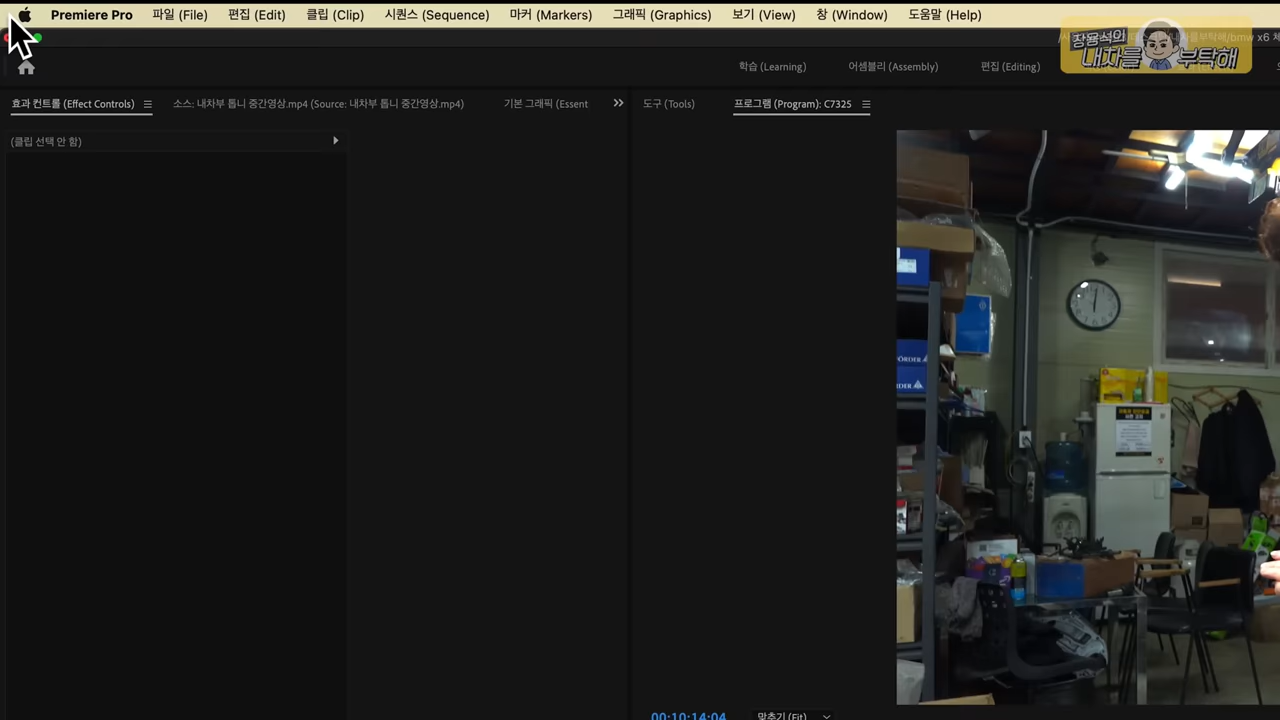 Premiere Pro 파일 (File) 편집 (Edit) 클립 (Clip) 시퀀스 (Sequence) 마커 (Markers) 그래픽 (Graphics) 보기 (View) 창 (Window) 도움말 (Help)
장용석의
내차를 부탁해
/bmw x6 체
학습 (Learning) 어셈블리 (Assembly) 편집 (Editing)
효과 컨트롤 (Effect Controls) 소스: 내차부 톱니 중간영상.mp4 (Source: 내차부 톱니 중간영상.mp4) 기본 그래픽 (Essent
도구 (Tools) 프로그램 (Program): C7325
(클립 선택 안 함)
00:10:14:04 맞추기 (Fit)